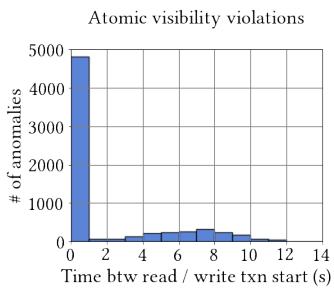 Atomic visibility violations
5000
4000
3000
2000
1000
0
# of anomalies
0 2 4 6 8 10 12 14
Time btw read / write txn start (s)